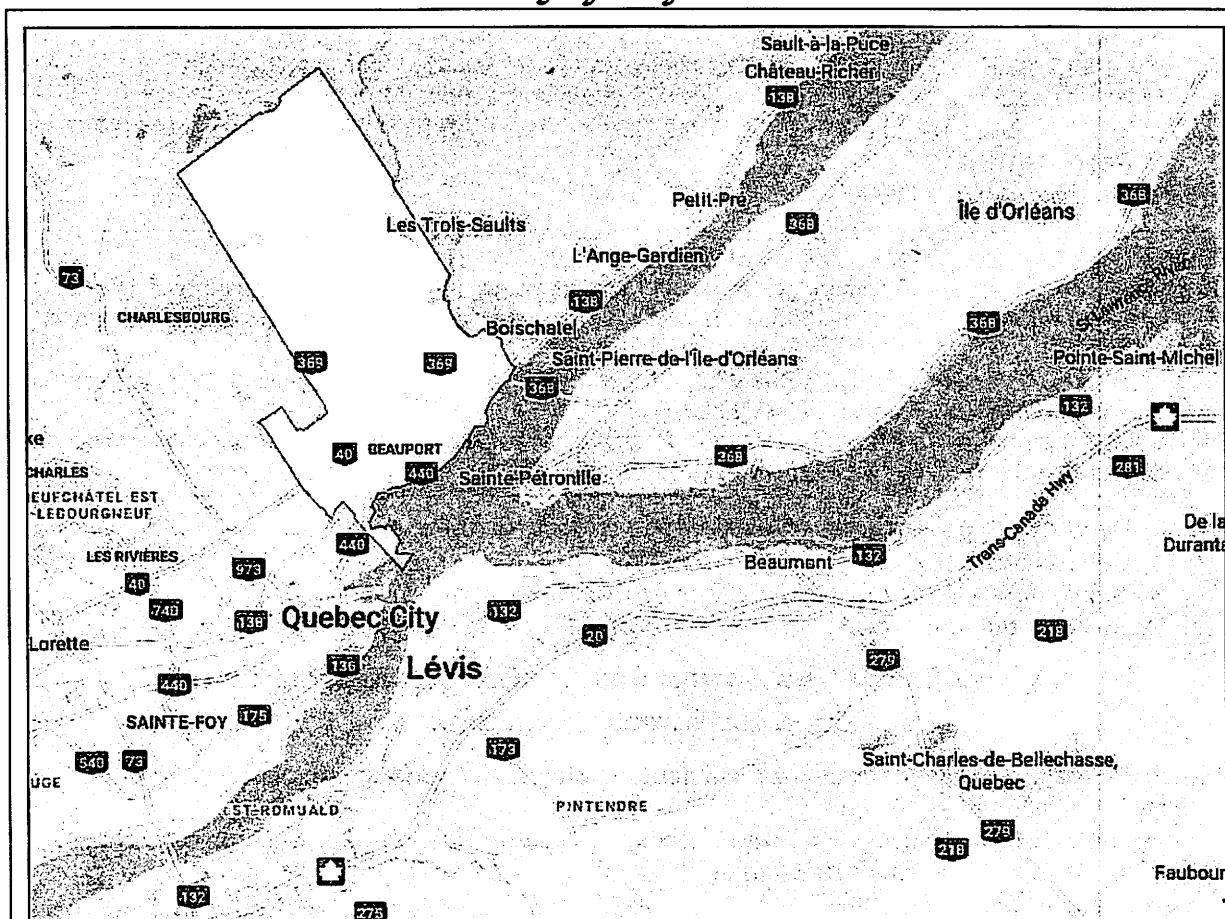 Sault-à-la-Puce
Château-Richer
138
Petit-Pré
368
Île d'Orléans
368
Les Trois-Saults
L'Ange-Gardien
73
138
CHARLESBOURG
Boischatel
368
St Lawrence River
369
369
Saint-Pierre-de-l'Île-d'Orléans
368
Pointe-Saint-Michel
132
xe
40
BEAUPORT
440
CHARLES
Sainte-Pétronille
368
281
EUFCHÂTEL EST
-LEBOURGNEUF
Trans-Canada Hwy
De la
Duranta
440
LES RIVIÈRES
973
Beaumont
132
40
740
138
Quebec City
132
20
218
Lorette
136
Lévis
279
440
SAINTE-FOY
175
540
73
173
Saint-Charles-de-Bellechasse,
Quebec
UGE
ST-ROMUALD
PINTENDRE
279
218
Faubour
132
275